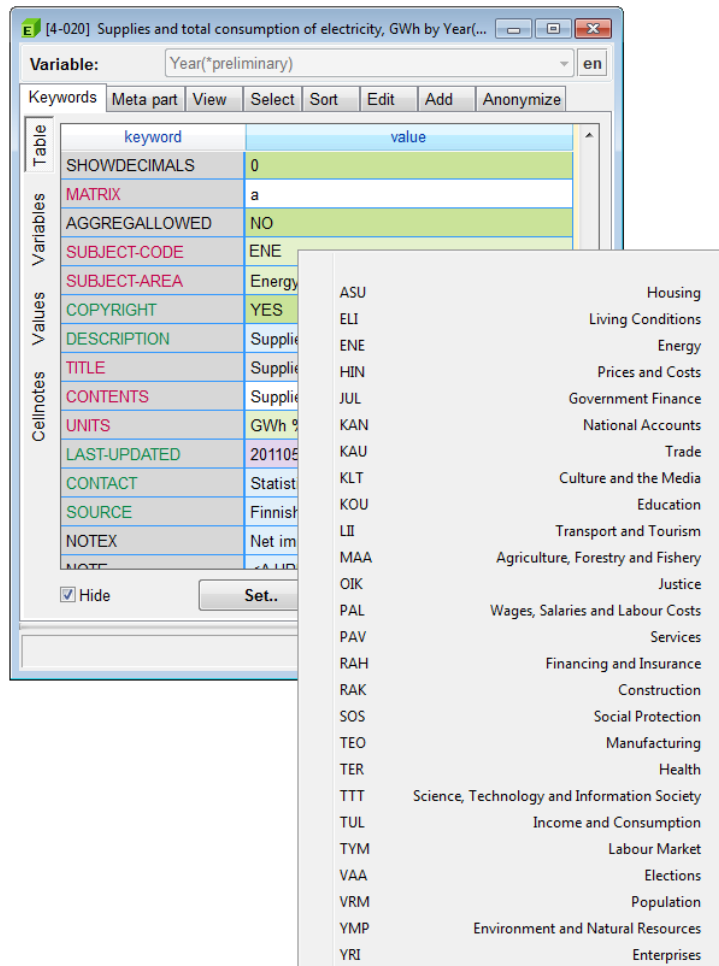 E [4-020] Supplies and total consumption of electricity, GWh by Year(...
Variable: Year(*preliminary) en
Keywords Meta part View Select Sort Edit Add Anonymize
Table
Variables
Values
Cellnotes
keyword value
SHOWDECIMALS 0
MATRIX a
AGGREGALLOWED NO
SUBJECT-CODE ENE
SUBJECT-AREA Energy
COPYRIGHT YES
DESCRIPTION Supplie
TITLE Supplie
CONTENTS Supplie
UNITS GWh %
LAST-UPDATED 201105
CONTACT Statist
SOURCE Finnish
NOTEX Net im
NOTE
Hide Set..
ASU Housing
ELI Living Conditions
ENE Energy
HIN Prices and Costs
JUL Government Finance
KAN National Accounts
KAU Trade
KLT Culture and the Media
KOU Education
LII Transport and Tourism
MAA Agriculture, Forestry and Fishery
OIK Justice
PAL Wages, Salaries and Labour Costs
PAV Services
RAH Financing and Insurance
RAK Construction
SOS Social Protection
TEO Manufacturing
TER Health
TTT Science, Technology and Information Society
TUL Income and Consumption
TYM Labour Market
VAA Elections
VRM Population
YMP Environment and Natural Resources
YRI Enterprises